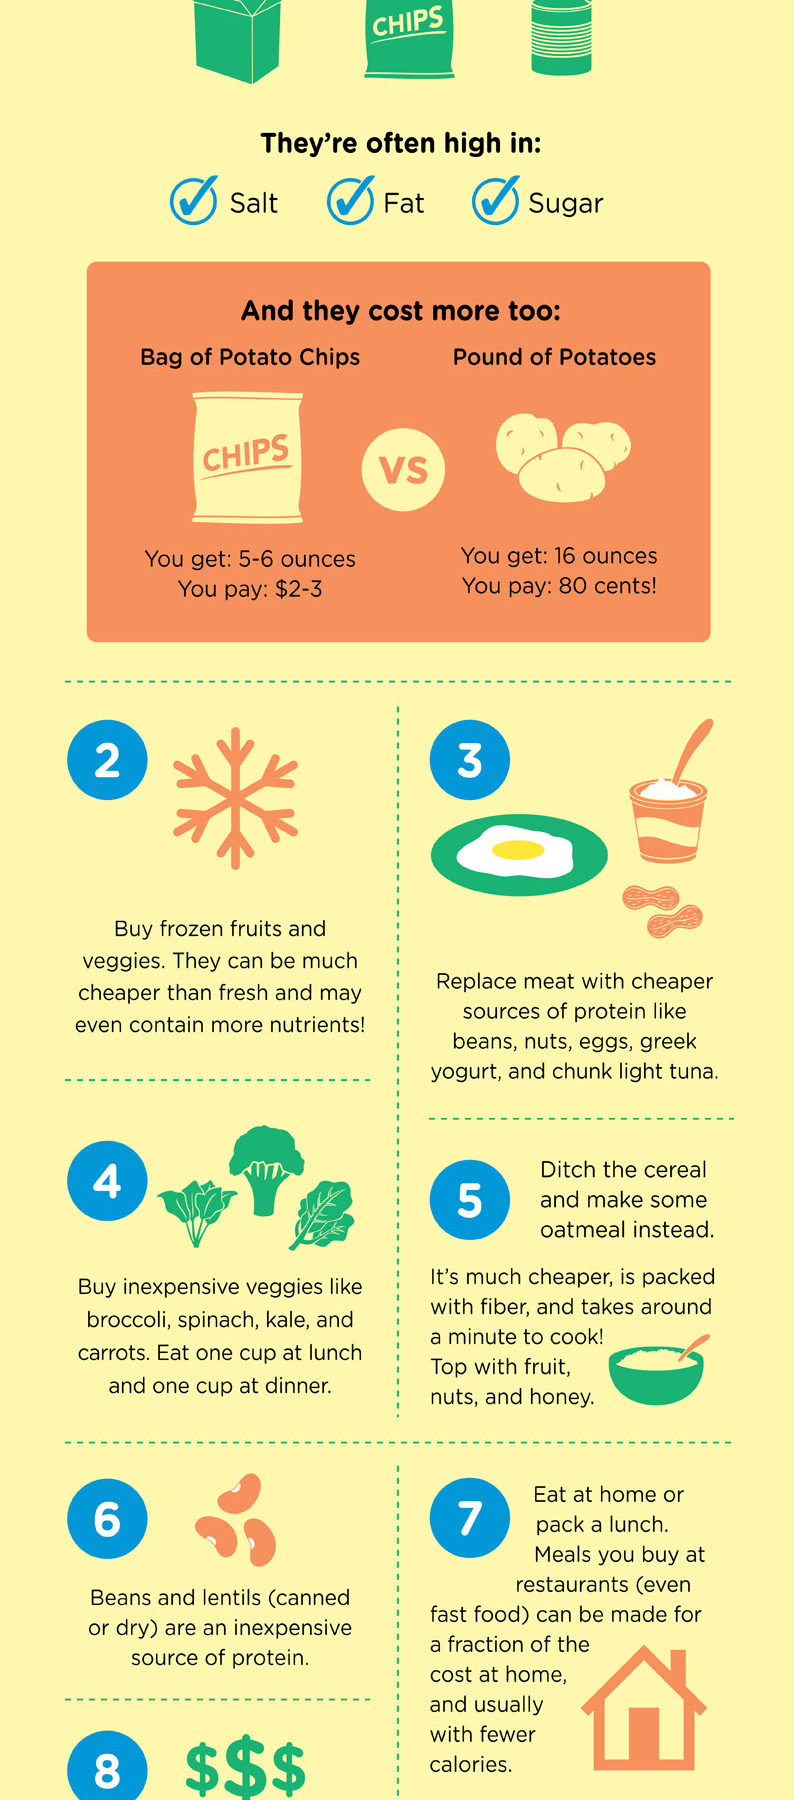 CHIPS
They're often high in:
Salt
Fat
Sugar
And they cost more too:
Bag of Potato Chips
Pound of Potatoes
CHIPS
VS
You get: 5-6 ounces
You pay: $2-3
You get: 16 ounces
You pay: 80 cents!
2
Buy frozen fruits and
veggies. They can be much
cheaper than fresh and may
even contain more nutrients!
3
Replace meat with cheaper
sources of protein like
beans, nuts, eggs, greek
yogurt, and chunk light tuna.
4
Buy inexpensive veggies like
broccoli, spinach, kale, and
carrots. Eat one cup at lunch
and one cup at dinner.
5
Ditch the cereal
and make some
oatmeal instead.
It's much cheaper, is packed
with fiber, and takes around
a minute to cook!
Top with fruit,
nuts, and honey.
6
Beans and lentils (canned
or dry) are an inexpensive
source of protein.
7
Eat at home or
pack a lunch.
Meals you buy at
restaurants (even
fast food) can be made for
a fraction of the
cost at home,
and usually
with fewer
calories.
8
$$$